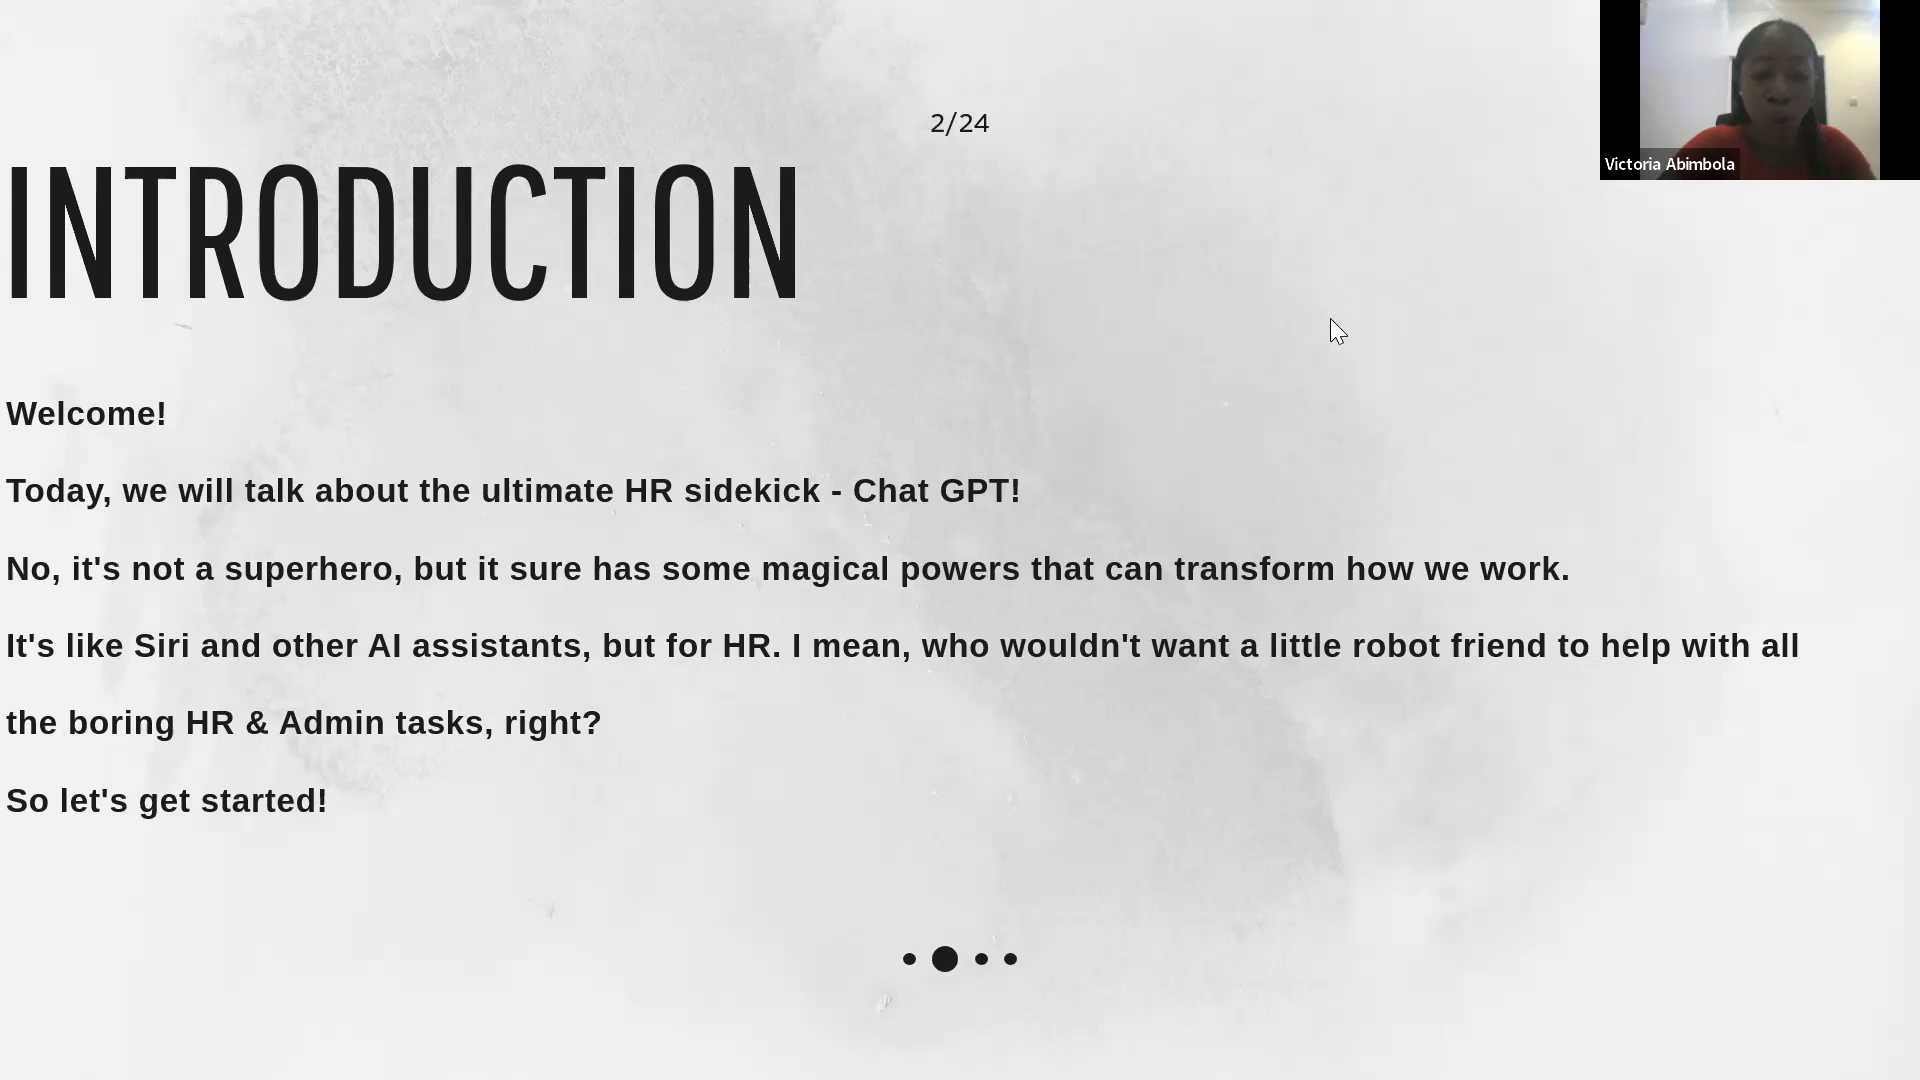 2/24
INTRODUCTION
Victoria Abimbola
Welcome!
Today, we will talk about the ultimate HR sidekick - Chat GPT!
No, it's not a superhero, but it sure has some magical powers that can transform how we work.
It's like Siri and other AI assistants, but for HR. I mean, who wouldn't want a little robot friend to help with all
the boring HR & Admin tasks, right?
So let's get started!